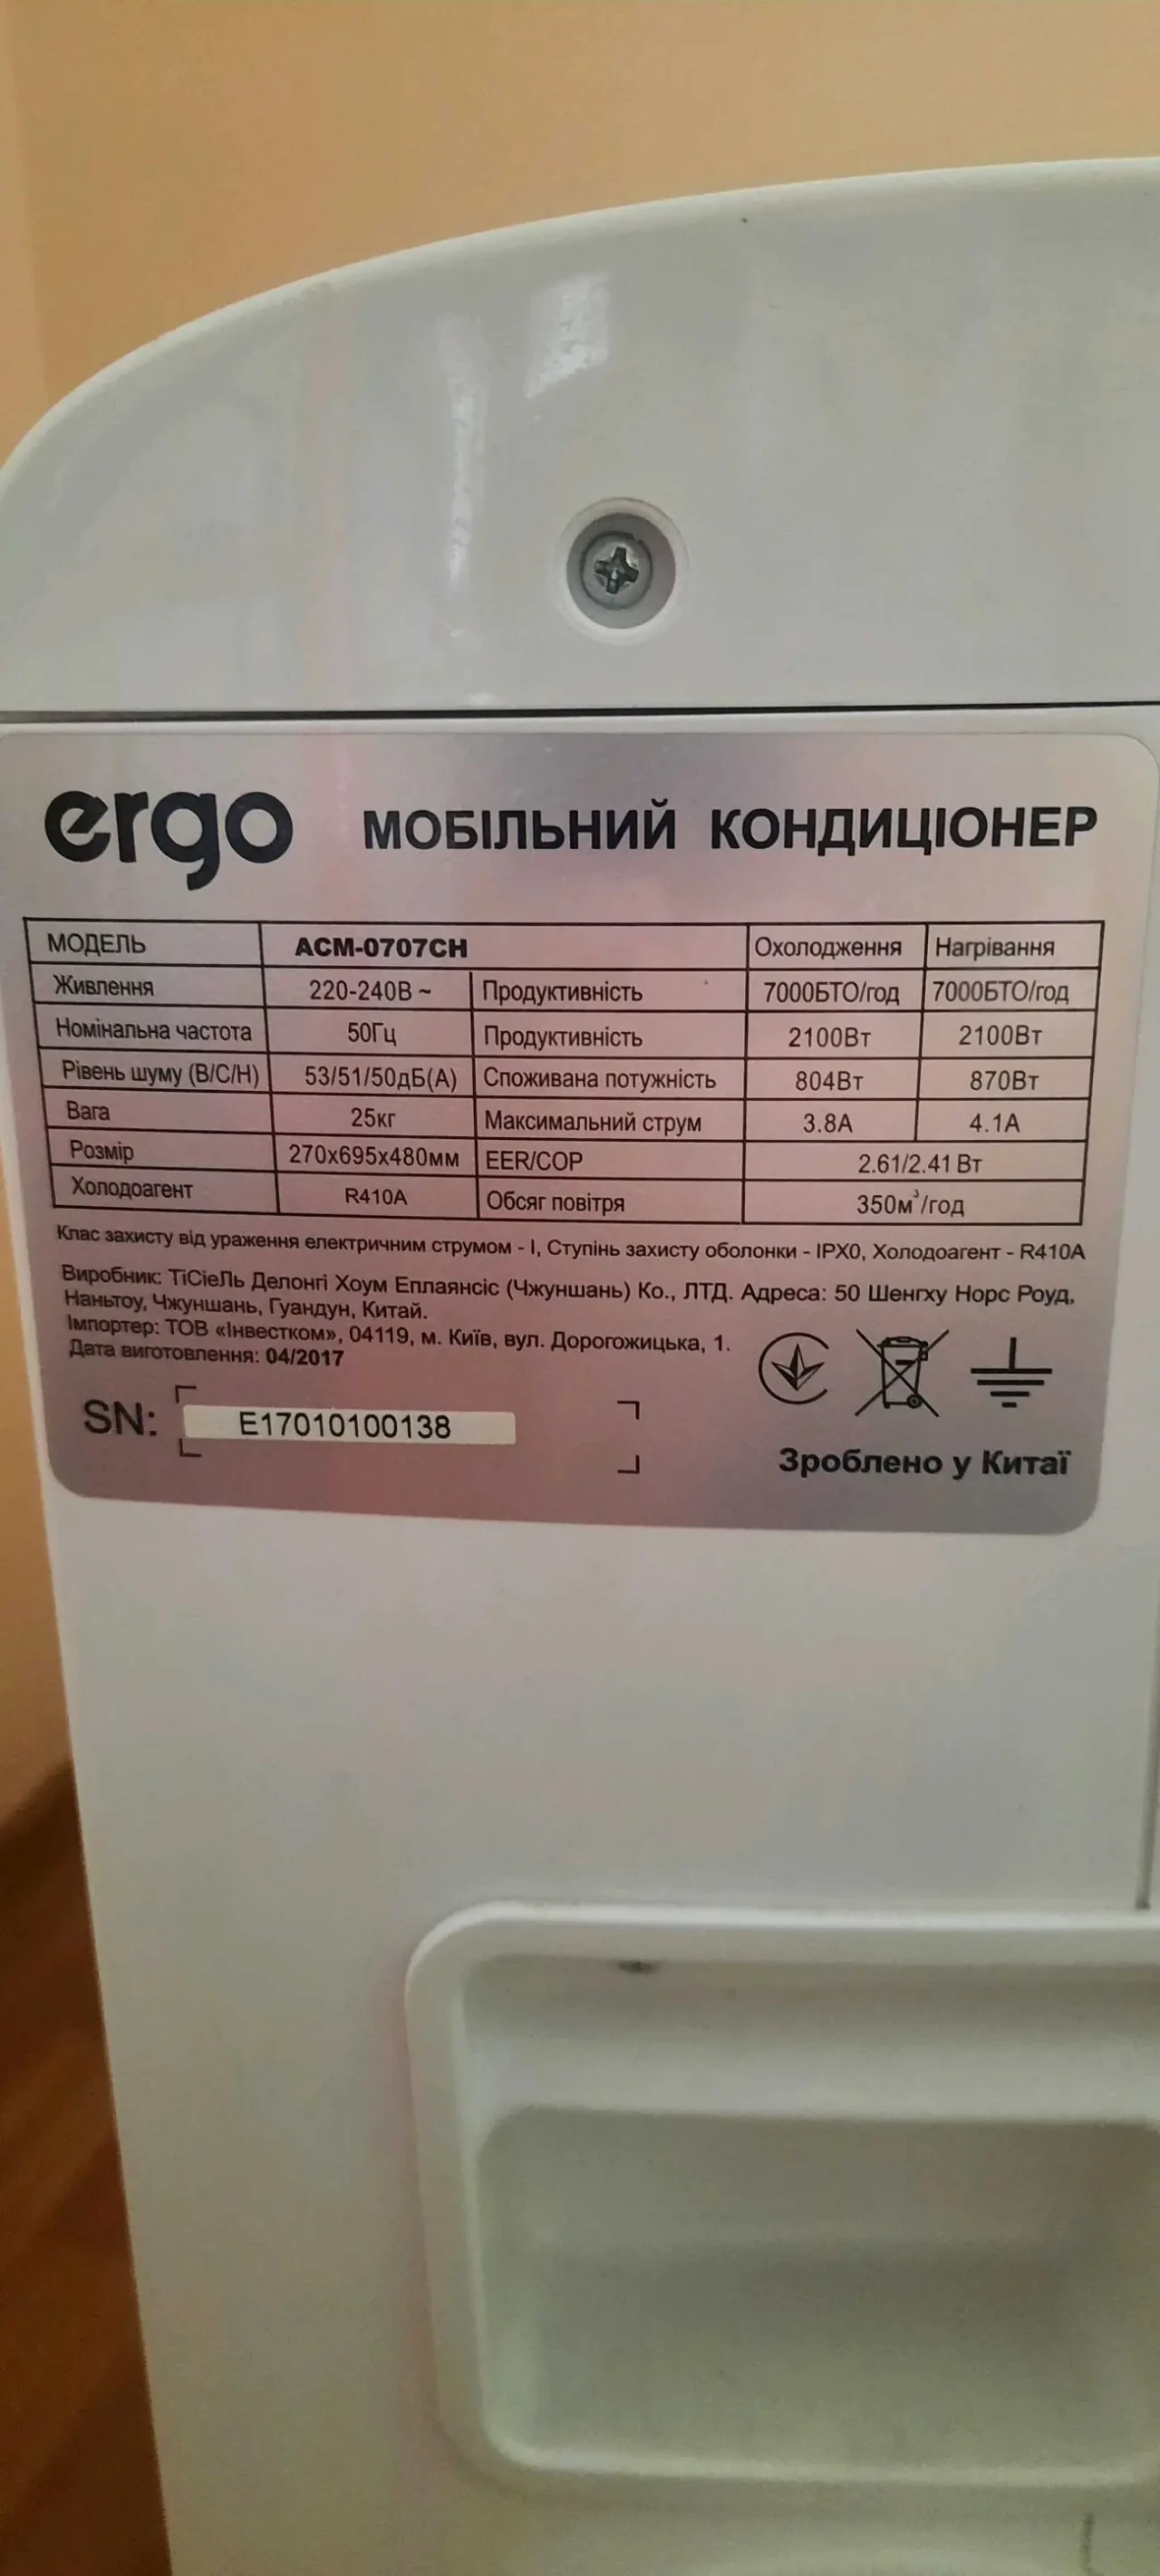 ergo МОБІЛЬНИЙ КОНДИЦІОНЕР
МОДЕЛЬ ACM-0707CH Охолодження Нагрівання
Живлення 220-240В ~ Продуктивність 7000БТО/год 7000БТО/год
Номінальна частота 50Гц Продуктивність 2100Вт 2100Вт
Рівень шуму (В/С/Н) 53/51/50дБ(А) Споживана потужність 804Вт 870Вт
Вага 25кг Максимальний струм 3.8А 4.1А
Розмір 270х695х480мм EER/COP 2.61/2.41 Вт
Холодоагент R410A Обсяг повітря 350м³/год
Клас захисту від ураження електричним струмом - І, Ступінь захисту оболонки - IPX0, Холодоагент - R410A
Виробник: ТіСіеЛь Делонгі Хоум Еплаянсіс (Чжуншань) Ко., ЛТД. Адреса: 50 Шенгху Норс Роуд,
Наньтоу, Чжуншань, Гуандун, Китай.
Імпортер: ТОВ «Інвестком», 04119, м. Київ, вул. Дорогожицька, 1.
Дата виготовлення: 04/2017
SN: E17010100138
Зроблено у Китаї